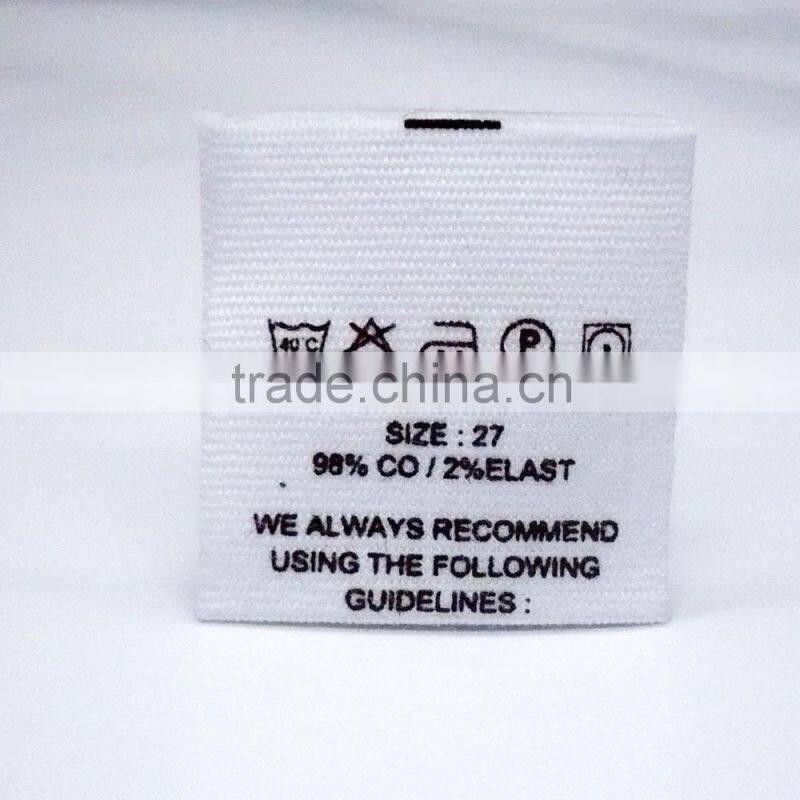 40 C
P
trade.china.cn
SIZE : 27
98% CO / 2%ELAST
WE ALWAYS RECOMMEND
USING THE FOLLOWING
GUIDELINES :